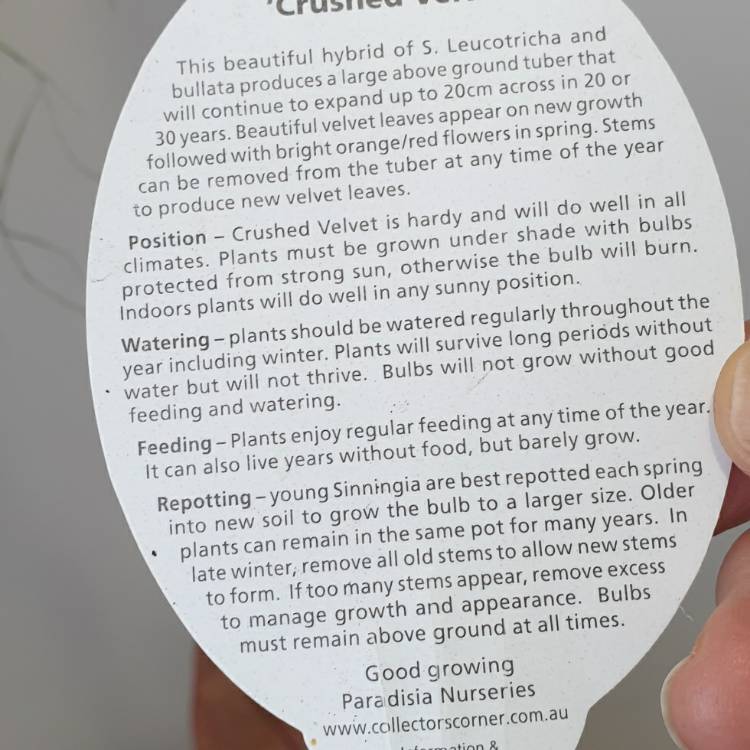 'Crushed Vel
This beautiful hybrid of S. Leucotricha and
bullata produces a large above ground tuber that
will continue to expand up to 20cm across in 20 or
30 years. Beautiful velvet leaves appear on new growth
followed with bright orange/red flowers in spring. Stems
can be removed from the tuber at any time of the year
to produce new velvet leaves.
Position – Crushed Velvet is hardy and will do well in all
climates. Plants must be grown under shade with bulbs
protected from strong sun, otherwise the bulb will burn.
Indoors plants will do well in any sunny position.
Watering – plants should be watered regularly throughout the
year including winter. Plants will survive long periods without
water but will not thrive. Bulbs will not grow without good
feeding and watering.
Feeding – Plants enjoy regular feeding at any time of the year.
It can also live years without food, but barely grow.
Repotting – young Sinningia are best repotted each spring
into new soil to grow the bulb to a larger size. Older
plants can remain in the same pot for many years. In
late winter, remove all old stems to allow new stems
to form. If too many stems appear, remove excess
to manage growth and appearance. Bulbs
must remain above ground at all times.
Good growing
Paradisia Nurseries
www.collectorscorner.com.au